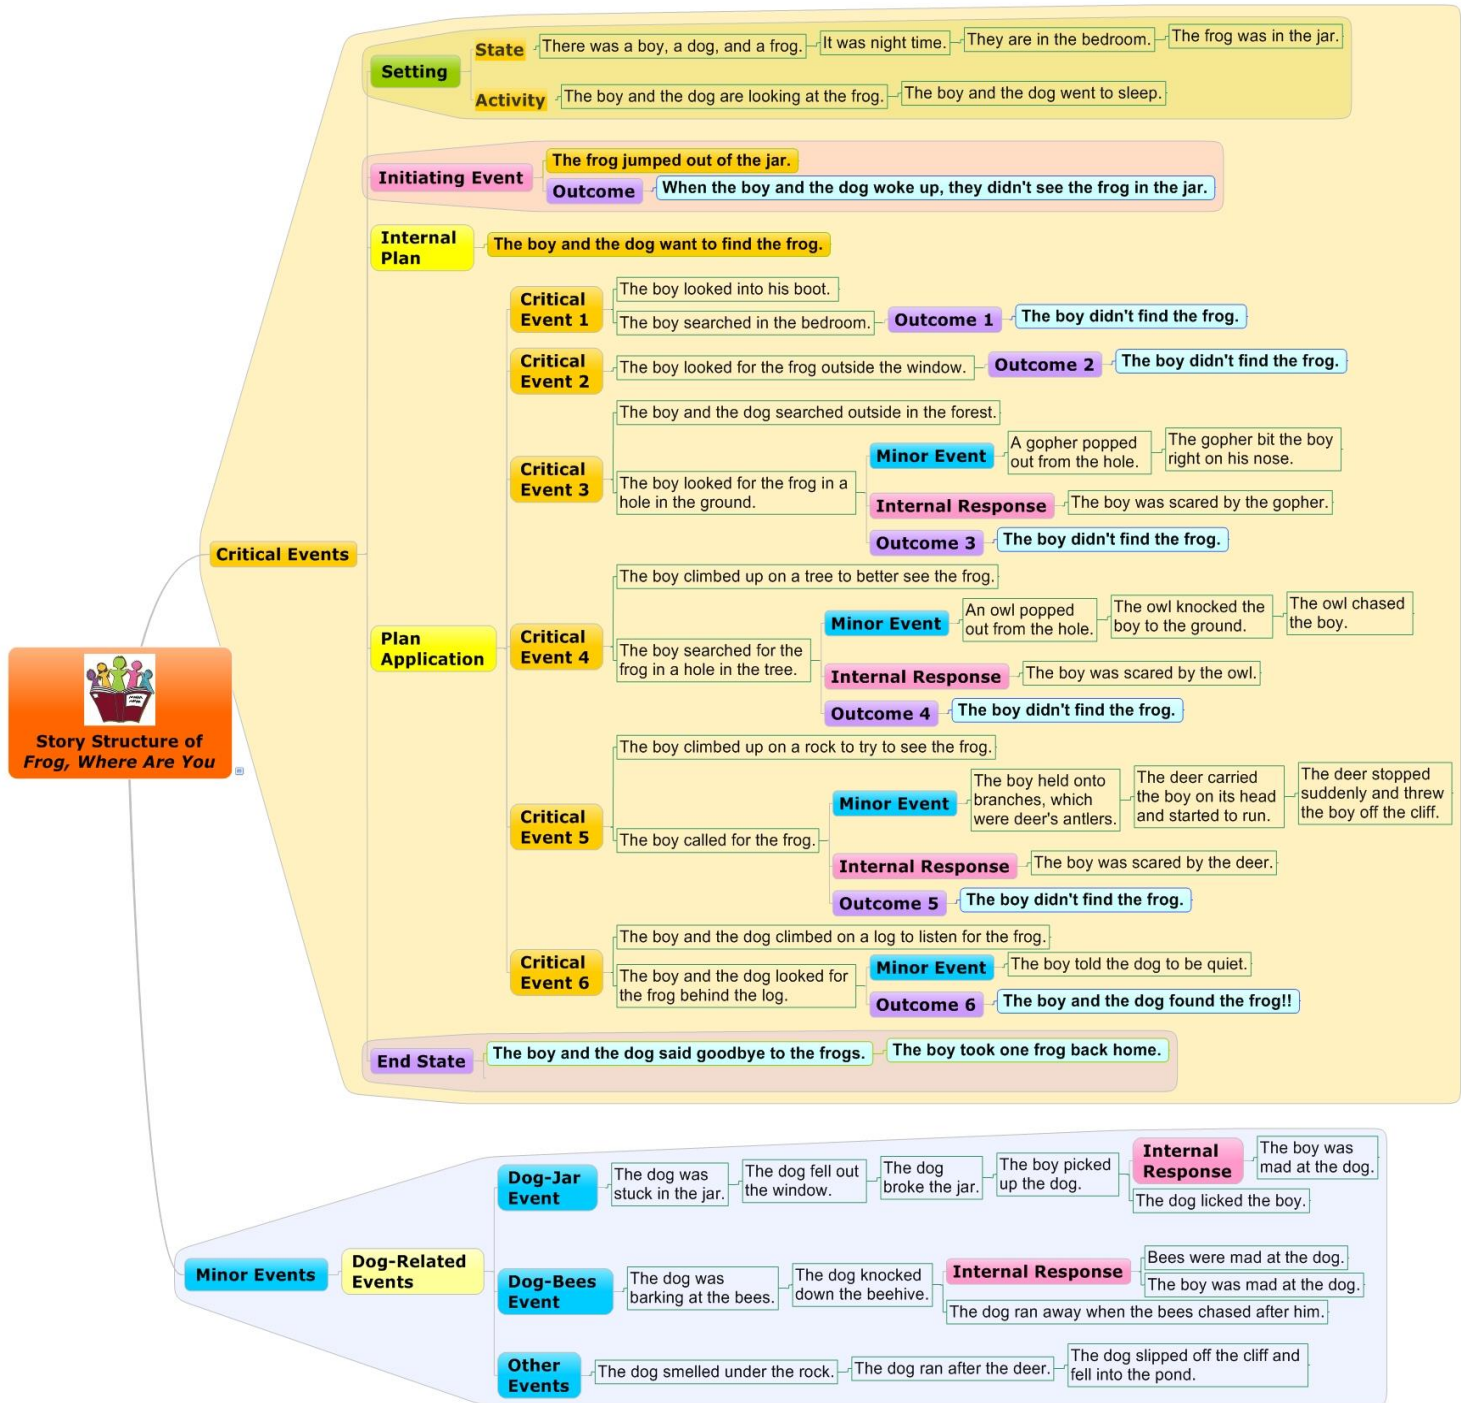 State
There was a boy, a dog, and a frog.
It was night time.
They are in the bedroom.
The frog was in the jar.
Setting
Activity
The boy and the dog are looking at the frog.
The boy and the dog went to sleep.
Initiating Event
The frog jumped out of the jar.
Outcome
When the boy and the dog woke up, they didn't see the frog in the jar.
Internal
Plan
The boy and the dog want to find the frog.
Critical
Event 1
The boy looked into his boot.
The boy searched in the bedroom.
Outcome 1
The boy didn't find the frog.
Critical
Event 2
The boy looked for the frog outside the window.
Outcome 2
The boy didn't find the frog.
Critical
Event 3
The boy and the dog searched outside in the forest.
The boy looked for the frog in a
hole in the ground.
Minor Event
A gopher popped
out from the hole.
The gopher bit the boy
right on his nose.
Internal Response
The boy was scared by the gopher.
Outcome 3
The boy didn't find the frog.
Critical Events
Plan
Application
Critical
Event 4
The boy climbed up on a tree to better see the frog.
The boy searched for the
frog in a hole in the tree.
Minor Event
An owl popped
out from the hole.
The owl knocked the
boy to the ground.
The owl chased
the boy.
Internal Response
The boy was scared by the owl.
Outcome 4
The boy didn't find the frog.
Story Structure of
Frog, Where Are You
Critical
Event 5
The boy climbed up on a rock to try to see the frog.
The boy called for the frog.
Minor Event
The boy held onto
branches, which
were deer's antlers.
The deer carried
the boy on its head
and started to run.
The deer stopped
suddenly and threw
the boy off the cliff.
Internal Response
The boy was scared by the deer.
Outcome 5
The boy didn't find the frog.
Critical
Event 6
The boy and the dog climbed on a log to listen for the frog.
The boy and the dog looked for
the frog behind the log.
Minor Event
The boy told the dog to be quiet.
Outcome 6
The boy and the dog found the frog!!
End State
The boy and the dog said goodbye to the frogs.
The boy took one frog back home.
Minor Events
Dog-Related
Events
Dog-Jar
Event
The dog was
stuck in the jar.
The dog fell out
the window.
The dog
broke the jar.
The boy picked
up the dog.
Internal
Response
The boy was
mad at the dog.
The dog licked the boy.
Dog-Bees
Event
The dog was
barking at the bees.
The dog knocked
down the beehive.
Internal Response
Bees were mad at the dog.
The boy was mad at the dog.
The dog ran away when the bees chased after him.
Other
Events
The dog smelled under the rock.
The dog ran after the deer.
The dog slipped off the cliff and
fell into the pond.